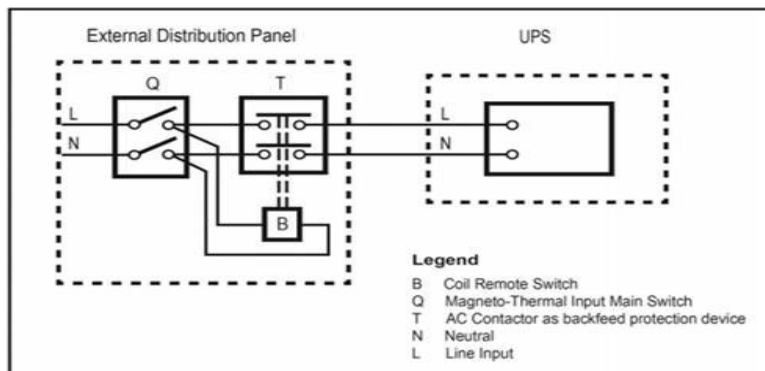 External Distribution Panel
UPS
Q
T
L
L
N
N
B
Legend
B Coil Remote Switch
Q Magneto-Thermal Input Main Switch
T AC Contactor as backfeed protection device
N Neutral
L Line Input